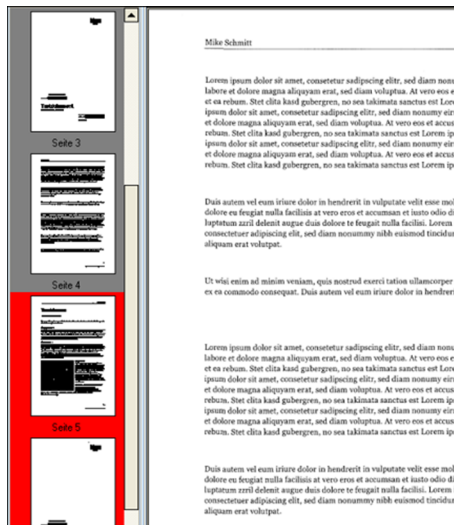 Seite 3
Seite 4
Seite 5
Mike Schmitt
Lorem ipsum dolor sit amet, consetetur sadipscing elitr, sed diam nonu
labore et dolore magna aliquyam erat, sed diam voluptua. At vero eos e
et ea rebum. Stet clita kasd gubergren, no sea takimata sanctus est Lore
ipsum dolor sit amet, consetetur sadipscing elitr, sed diam nonumy eir
et dolore magna aliquyam erat, sed diam voluptua. At vero eos et accus
rebum. Stet clita kasd gubergren, no sea takimata sanctus est Lorem ip
ipsum dolor sit amet, consetetur sadipscing elitr, sed diam nonumy eir
et dolore magna aliquyam erat, sed diam voluptua. At vero eos et accus
rebum. Stet clita kasd gubergren, no sea takimata sanctus est Lorem ip
Duis autem vel eum iriure dolor in hendrerit in vulputate velit esse mol
dolore eu feugiat nulla facilisis at vero eros et accumsan et iusto odio di
luptatum zzril delenit augue duis dolore te feugait nulla facilisi. Lorem
consectetuer adipiscing elit, sed diam nonummy nibh euismod tincidun
aliquam erat volutpat.
Ut wisi enim ad minim veniam, quis nostrud exerci tation ullamcorper
ex ea commodo consequat. Duis autem vel eum iriure dolor in hendreri
Lorem ipsum dolor sit amet, consetetur sadipscing elitr, sed diam nonu
labore et dolore magna aliquyam erat, sed diam voluptua. At vero eos e
et ea rebum. Stet clita kasd gubergren, no sea takimata sanctus est Lore
ipsum dolor sit amet, consetetur sadipscing elitr, sed diam nonumy eir
et dolore magna aliquyam erat, sed diam voluptua. At vero eos et accus
rebum. Stet clita kasd gubergren, no sea takimata sanctus est Lorem ip
ipsum dolor sit amet, consetetur sadipscing elitr, sed diam nonumy eir
et dolore magna aliquyam erat, sed diam voluptua. At vero eos et accus
rebum. Stet clita kasd gubergren, no sea takimata sanctus est Lorem ip
Duis autem vel eum iriure dolor in hendrerit in vulputate velit esse mol
dolore eu feugiat nulla facilisis at vero eros et accumsan et iusto odio di
luptatum zzril delenit augue duis dolore te feugait nulla facilisi. Lorem
consectetuer adipiscing elit, sed diam nonummy nibh euismod tincidun
aliquam erat volutpat.